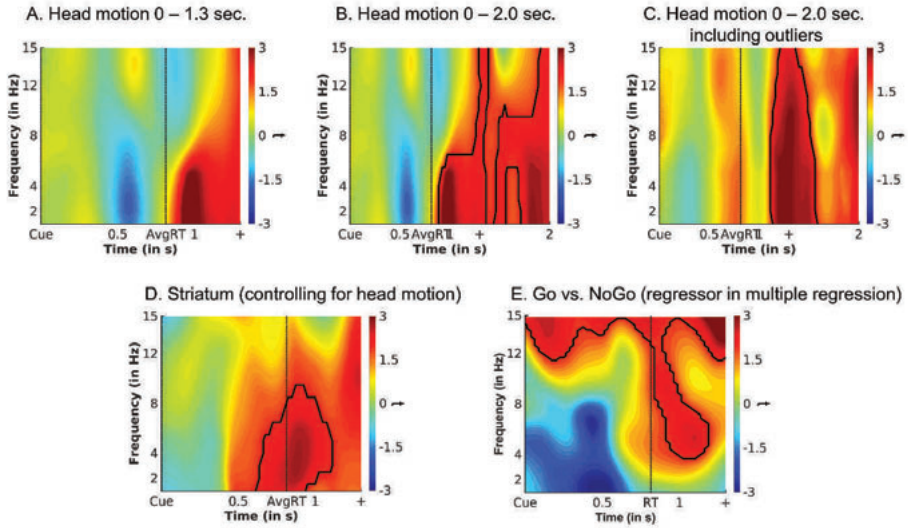 A. Head motion 0 – 1.3 sec.
B. Head motion 0 – 2.0 sec.
C. Head motion 0 – 2.0 sec.
including outliers
Frequency (in Hz)
15
12
8
4
2
Cue
0.5
AvgRT
1
+
Time (in s)
3
1.5
0
-1.5
-3
t
Frequency (in Hz)
15
12
8
4
2
Cue
0.5
AvgRT
1
+
2
Time (in s)
3
1.5
0
-1.5
-3
t
Frequency (in Hz)
15
12
8
4
2
Cue
0.5
AvgRT
1
+
2
Time (in s)
3
1.5
0
-1.5
-3
t
D. Striatum (controlling for head motion)
E. Go vs. NoGo (regressor in multiple regression)
Frequency (in Hz)
15
12
8
4
2
Cue
0.5
AvgRT
1
+
Time (in s)
3
1.5
0
-1.5
-3
t
Frequency (in Hz)
15
12
8
4
2
Cue
0.5
RT
1
+
Time (in s)
3
1.5
0
-1.5
-3
t